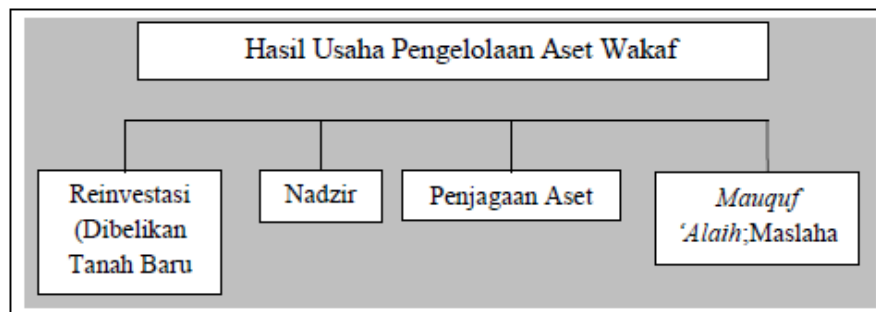 Hasil Usaha Pengelolaan Aset Wakaf
Reinvestasi
(Dibelikan
Tanah Baru
Nadzir
Penjagaan Aset
Mauquf
‘Alaih;Maslaha